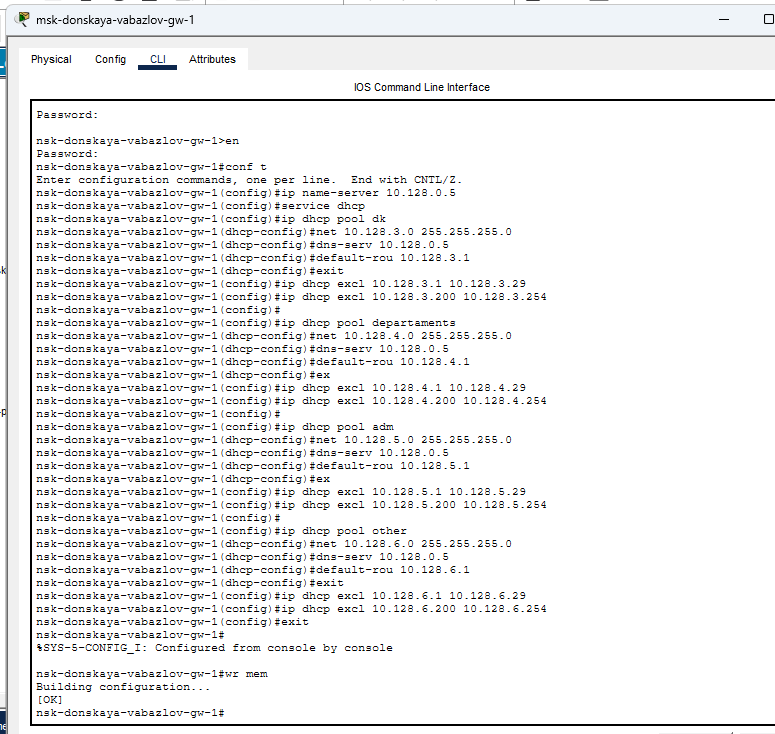 msk-donskaya-vabazlov-gw-1
Physical Config CLI Attributes
IOS Command Line Interface
Password:
nsk-donskaya-vabazlov-gw-1>en
Password:
nsk-donskaya-vabazlov-gw-1#conf t
Enter configuration commands, one per line.  End with CNTL/Z.
nsk-donskaya-vabazlov-gw-1(config)#ip name-server 10.128.0.5
nsk-donskaya-vabazlov-gw-1(config)#service dhcp
nsk-donskaya-vabazlov-gw-1(config)#ip dhcp pool dk
nsk-donskaya-vabazlov-gw-1(dhcp-config)#net 10.128.3.0 255.255.255.0
nsk-donskaya-vabazlov-gw-1(dhcp-config)#dns-serv 10.128.0.5
nsk-donskaya-vabazlov-gw-1(dhcp-config)#default-rou 10.128.3.1
nsk-donskaya-vabazlov-gw-1(dhcp-config)#exit
nsk-donskaya-vabazlov-gw-1(config)#ip dhcp excl 10.128.3.1 10.128.3.29
nsk-donskaya-vabazlov-gw-1(config)#ip dhcp excl 10.128.3.200 10.128.3.254
nsk-donskaya-vabazlov-gw-1(config)#
nsk-donskaya-vabazlov-gw-1(config)#ip dhcp pool departaments
nsk-donskaya-vabazlov-gw-1(dhcp-config)#net 10.128.4.0 255.255.255.0
nsk-donskaya-vabazlov-gw-1(dhcp-config)#dns-serv 10.128.0.5
nsk-donskaya-vabazlov-gw-1(dhcp-config)#default-rou 10.128.4.1
nsk-donskaya-vabazlov-gw-1(dhcp-config)#ex
nsk-donskaya-vabazlov-gw-1(config)#ip dhcp excl 10.128.4.1 10.128.4.29
nsk-donskaya-vabazlov-gw-1(config)#ip dhcp excl 10.128.4.200 10.128.4.254
nsk-donskaya-vabazlov-gw-1(config)#
nsk-donskaya-vabazlov-gw-1(config)#ip dhcp pool adm
nsk-donskaya-vabazlov-gw-1(dhcp-config)#net 10.128.5.0 255.255.255.0
nsk-donskaya-vabazlov-gw-1(dhcp-config)#dns-serv 10.128.0.5
nsk-donskaya-vabazlov-gw-1(dhcp-config)#default-rou 10.128.5.1
nsk-donskaya-vabazlov-gw-1(dhcp-config)#ex
nsk-donskaya-vabazlov-gw-1(config)#ip dhcp excl 10.128.5.1 10.128.5.29
nsk-donskaya-vabazlov-gw-1(config)#ip dhcp excl 10.128.5.200 10.128.5.254
nsk-donskaya-vabazlov-gw-1(config)#
nsk-donskaya-vabazlov-gw-1(config)#ip dhcp pool other
nsk-donskaya-vabazlov-gw-1(dhcp-config)#net 10.128.6.0 255.255.255.0
nsk-donskaya-vabazlov-gw-1(dhcp-config)#dns-serv 10.128.0.5
nsk-donskaya-vabazlov-gw-1(dhcp-config)#default-rou 10.128.6.1
nsk-donskaya-vabazlov-gw-1(dhcp-config)#exit
nsk-donskaya-vabazlov-gw-1(config)#ip dhcp excl 10.128.6.1 10.128.6.29
nsk-donskaya-vabazlov-gw-1(config)#ip dhcp excl 10.128.6.200 10.128.6.254
nsk-donskaya-vabazlov-gw-1(config)#exit
nsk-donskaya-vabazlov-gw-1#
%SYS-5-CONFIG_I: Configured from console by console
nsk-donskaya-vabazlov-gw-1#wr mem
Building configuration...
[OK]
nsk-donskaya-vabazlov-gw-1#